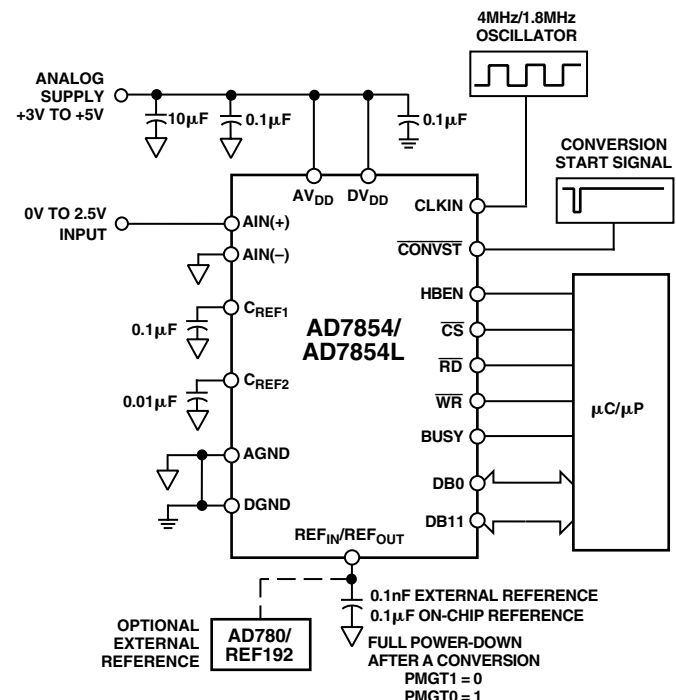 4MHz/1.8MHz
OSCILLATOR
ANALOG
SUPPLY
+3V TO +5V
10µF
0.1µF
0.1µF
CONVERSION
START SIGNAL
AVDD
DVDD
CLKIN
0V TO 2.5V
INPUT
AIN(+)
AIN(–)
CONVST
HBEN
CREF1
0.1µF
AD7854/
AD7854L
CS
RD
CREF2
0.01µF
WR
µC/µP
BUSY
AGND
DB0
DGND
DB11
REFIN/REFOUT
0.1nF EXTERNAL REFERENCE
0.1µF ON-CHIP REFERENCE
OPTIONAL
EXTERNAL
REFERENCE
AD780/
REF192
FULL POWER-DOWN
AFTER A CONVERSION
PMGT1 = 0
PMGT0 = 1